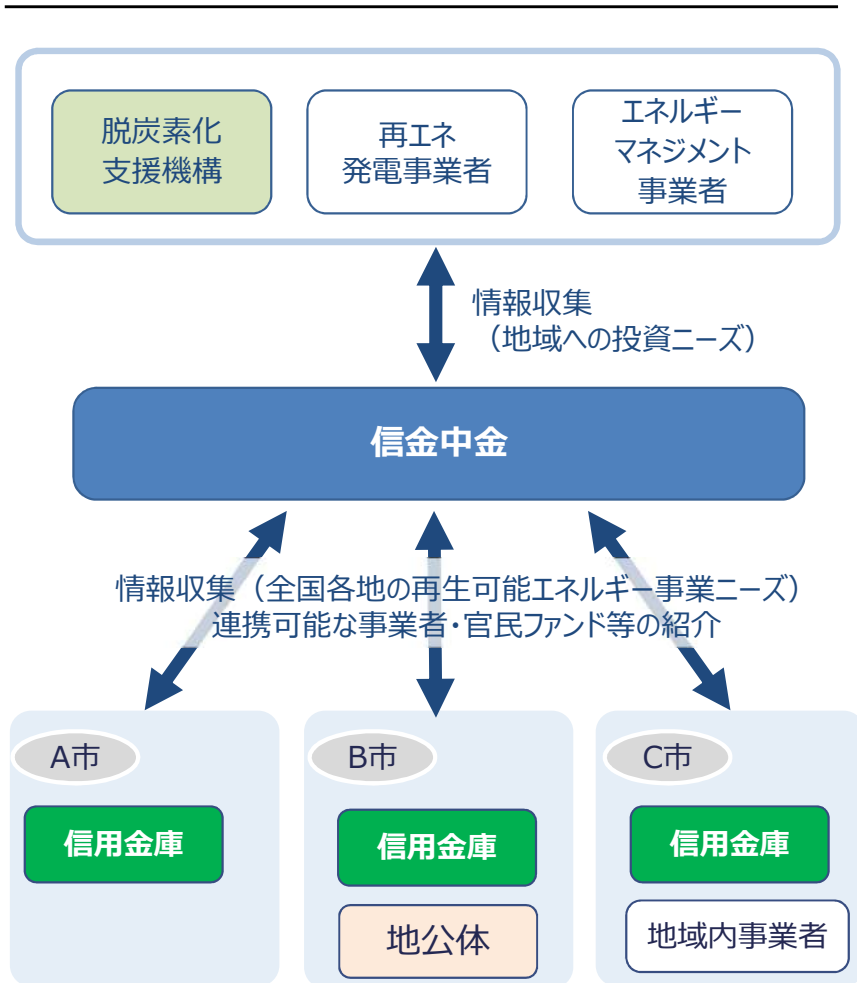 脱炭素化
支援機構
再エネ
発電事業者
エネルギー
マネジメント
事業者
情報収集
（地域への投資ニーズ）
信金中金
情報収集（全国各地の再生可能エネルギー事業ニーズ）
連携可能な事業者・官民ファンド等の紹介
A市
信用金庫
B市
信用金庫
地公体
C市
信用金庫
地域内事業者